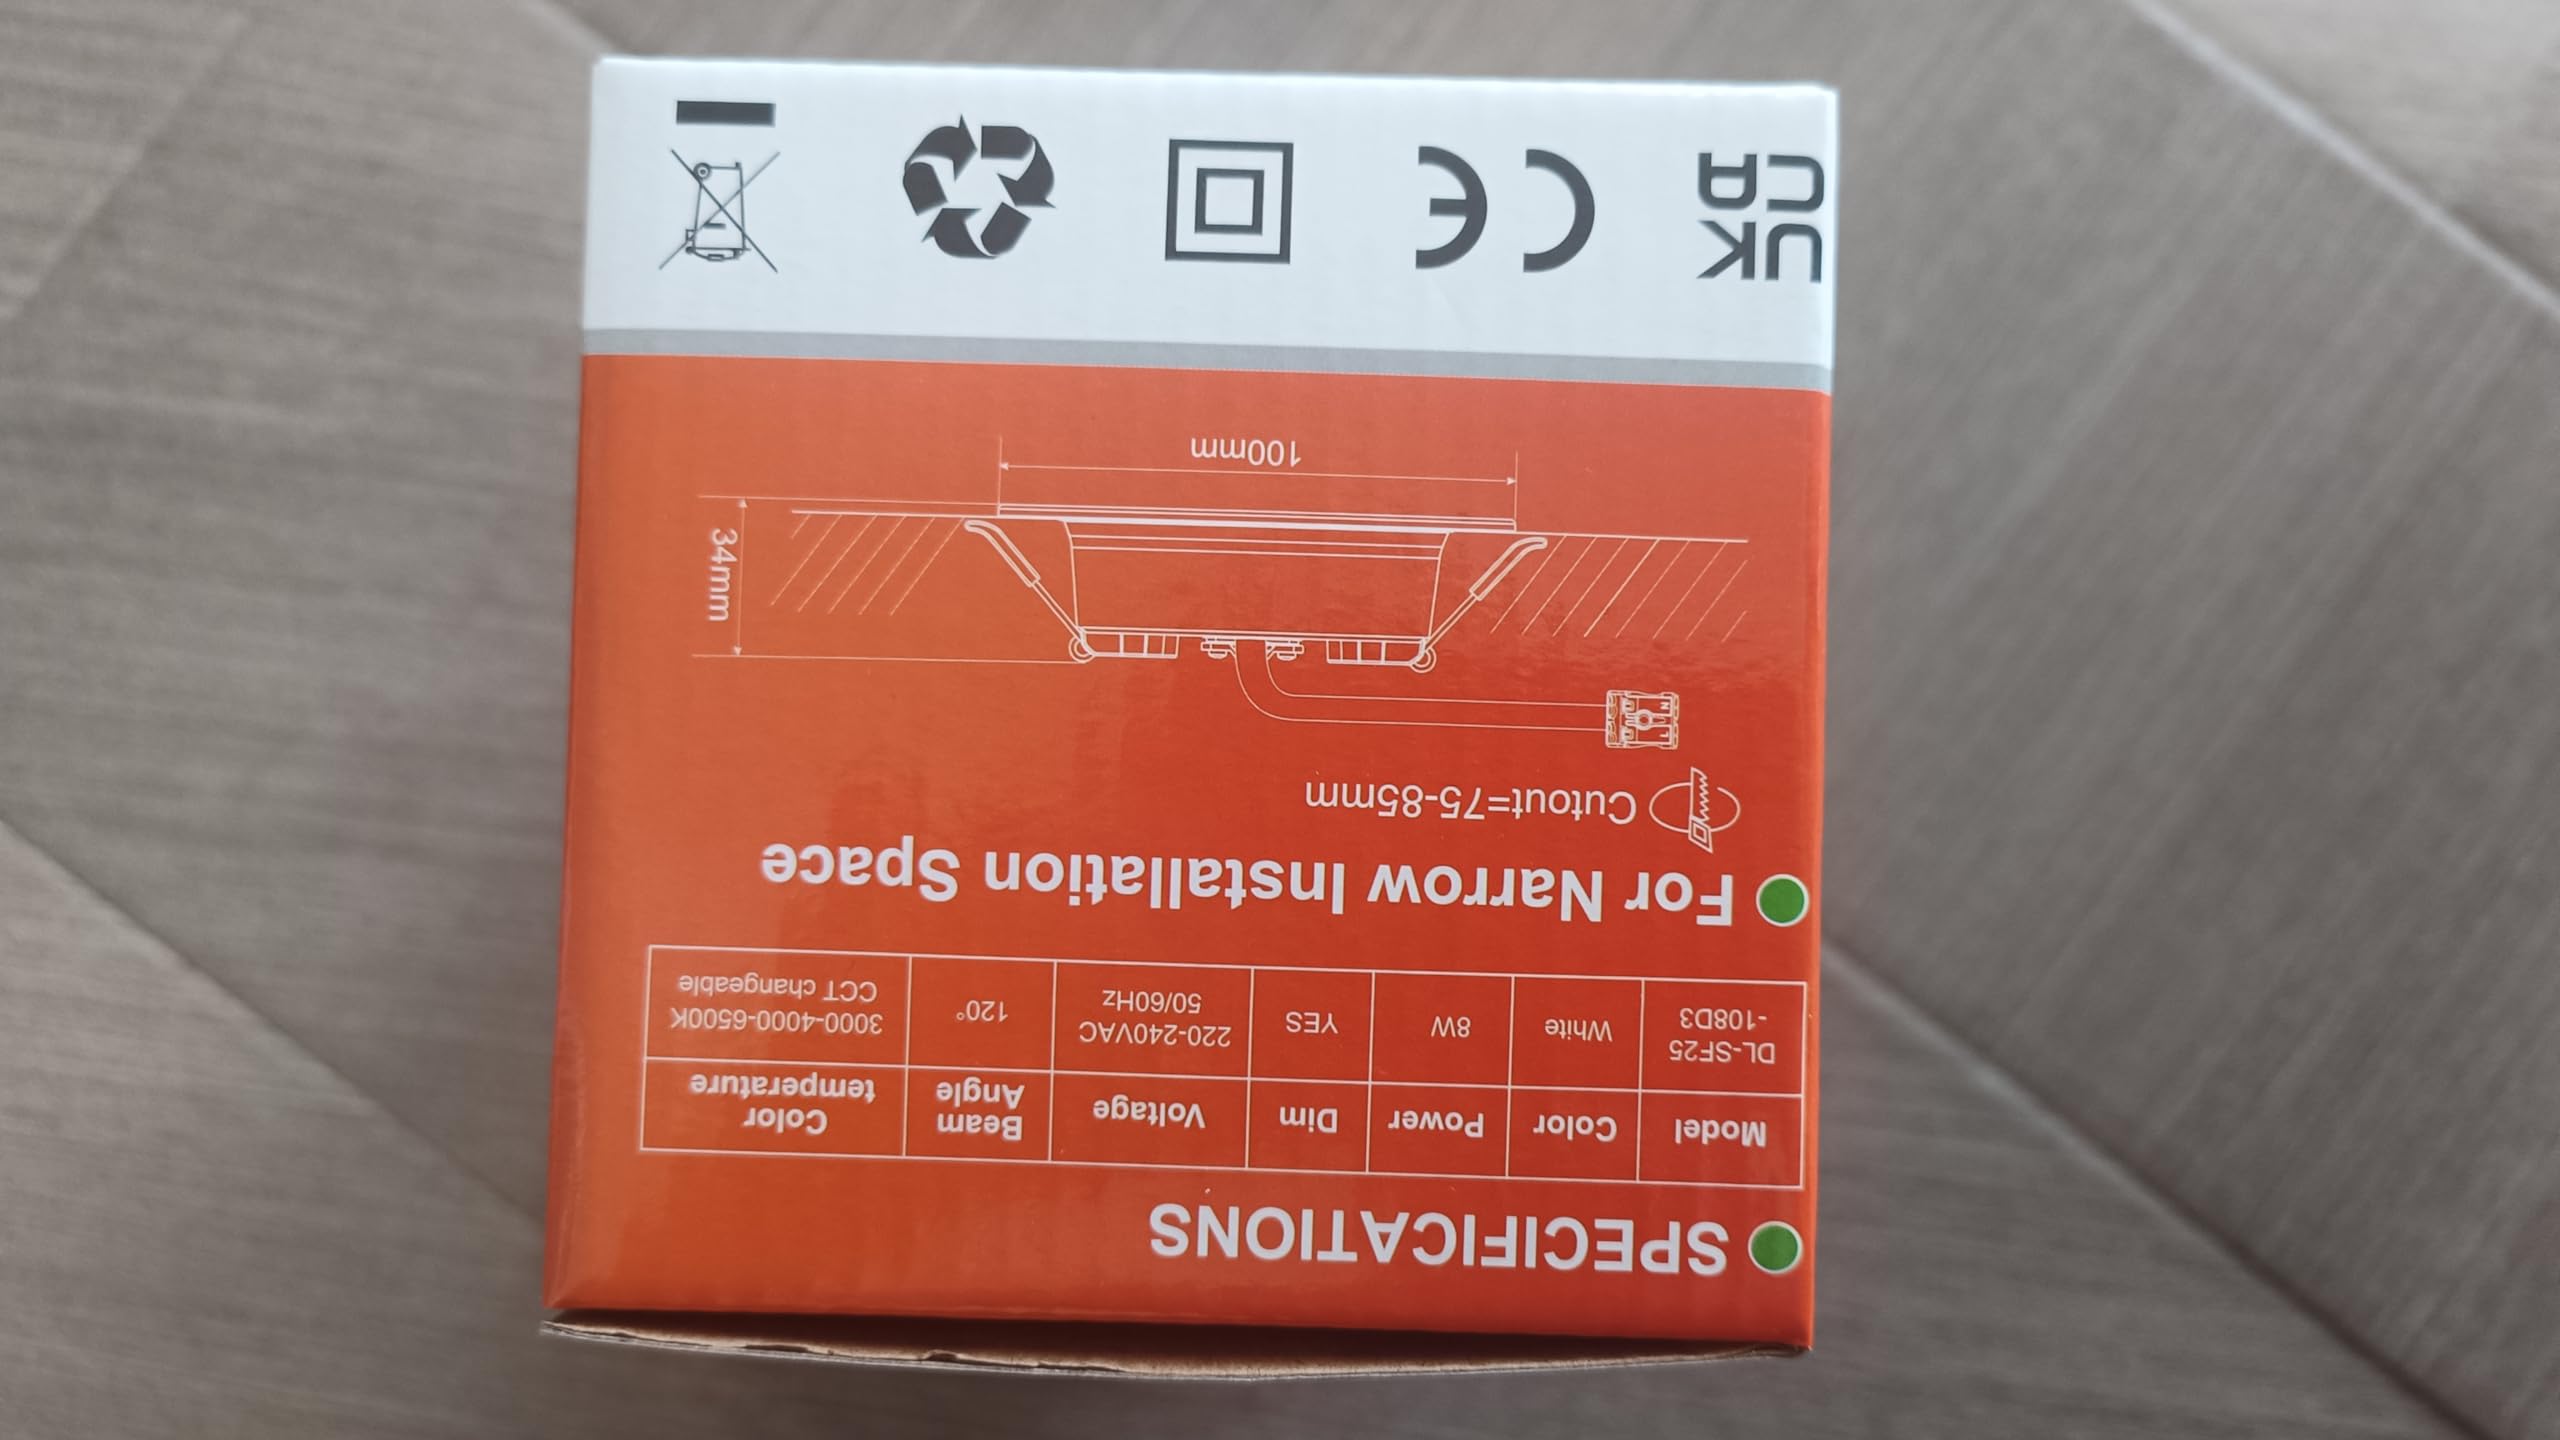 SPECIFICATIONS
Model Color Power Dim Voltage Beam Angle Color temperature
DL-SF25 -108D3 White 8W YES 220-240VAC 50/60Hz 120° 3000-4000-6500K CCT changeable
For Narrow Installation Space
Cutout=75-85mm
L
N
34mm
100mm
UK
CA
CE